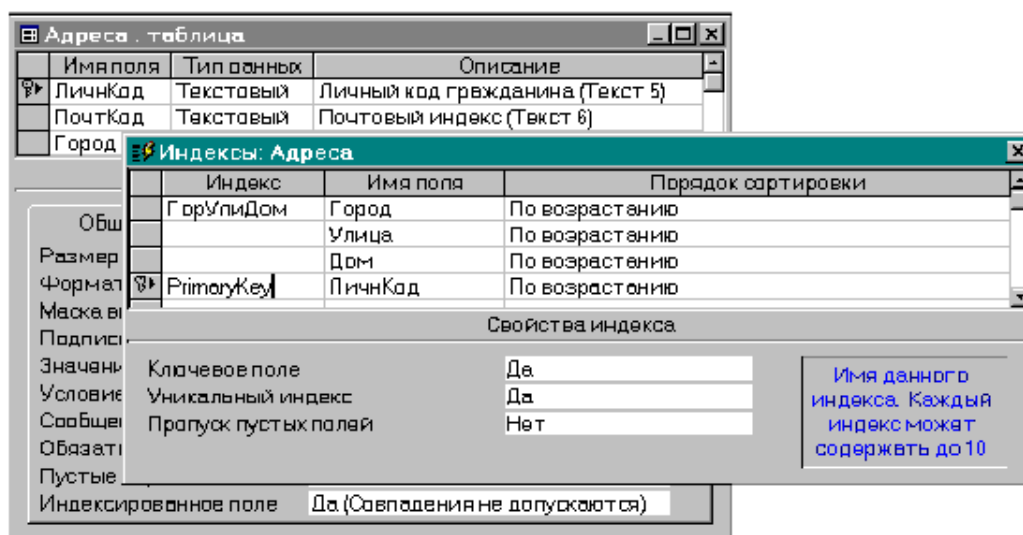 Адреса : таблица
Имя поля Тип данных Описание
ЛичнКод Текстовый Личный код гражданина (Текст 5)
ПочтКод Текстовый Почтовый индекс (Текст 6)
Город
Индексы: Адреса
Индекс Имя поля Порядок сортировки
ГорУлиДом Город По возрастанию
Улица По возрастанию
Дом По возрастанию
PrimaryKey ЛичнКод По возрастанию
Свойства индекса
Ключевое поле Да
Уникальный индекс Да
Пропуск пустых полей Нет
Имя данного
индекса. Каждый
индекс может
содержать до 10
Общ
Размер
Формат
Маска в
Подпись
Значени
Условие
Сообще
Обязат
Пустые
Индексированное поле Да (Совпадения не допускаются)